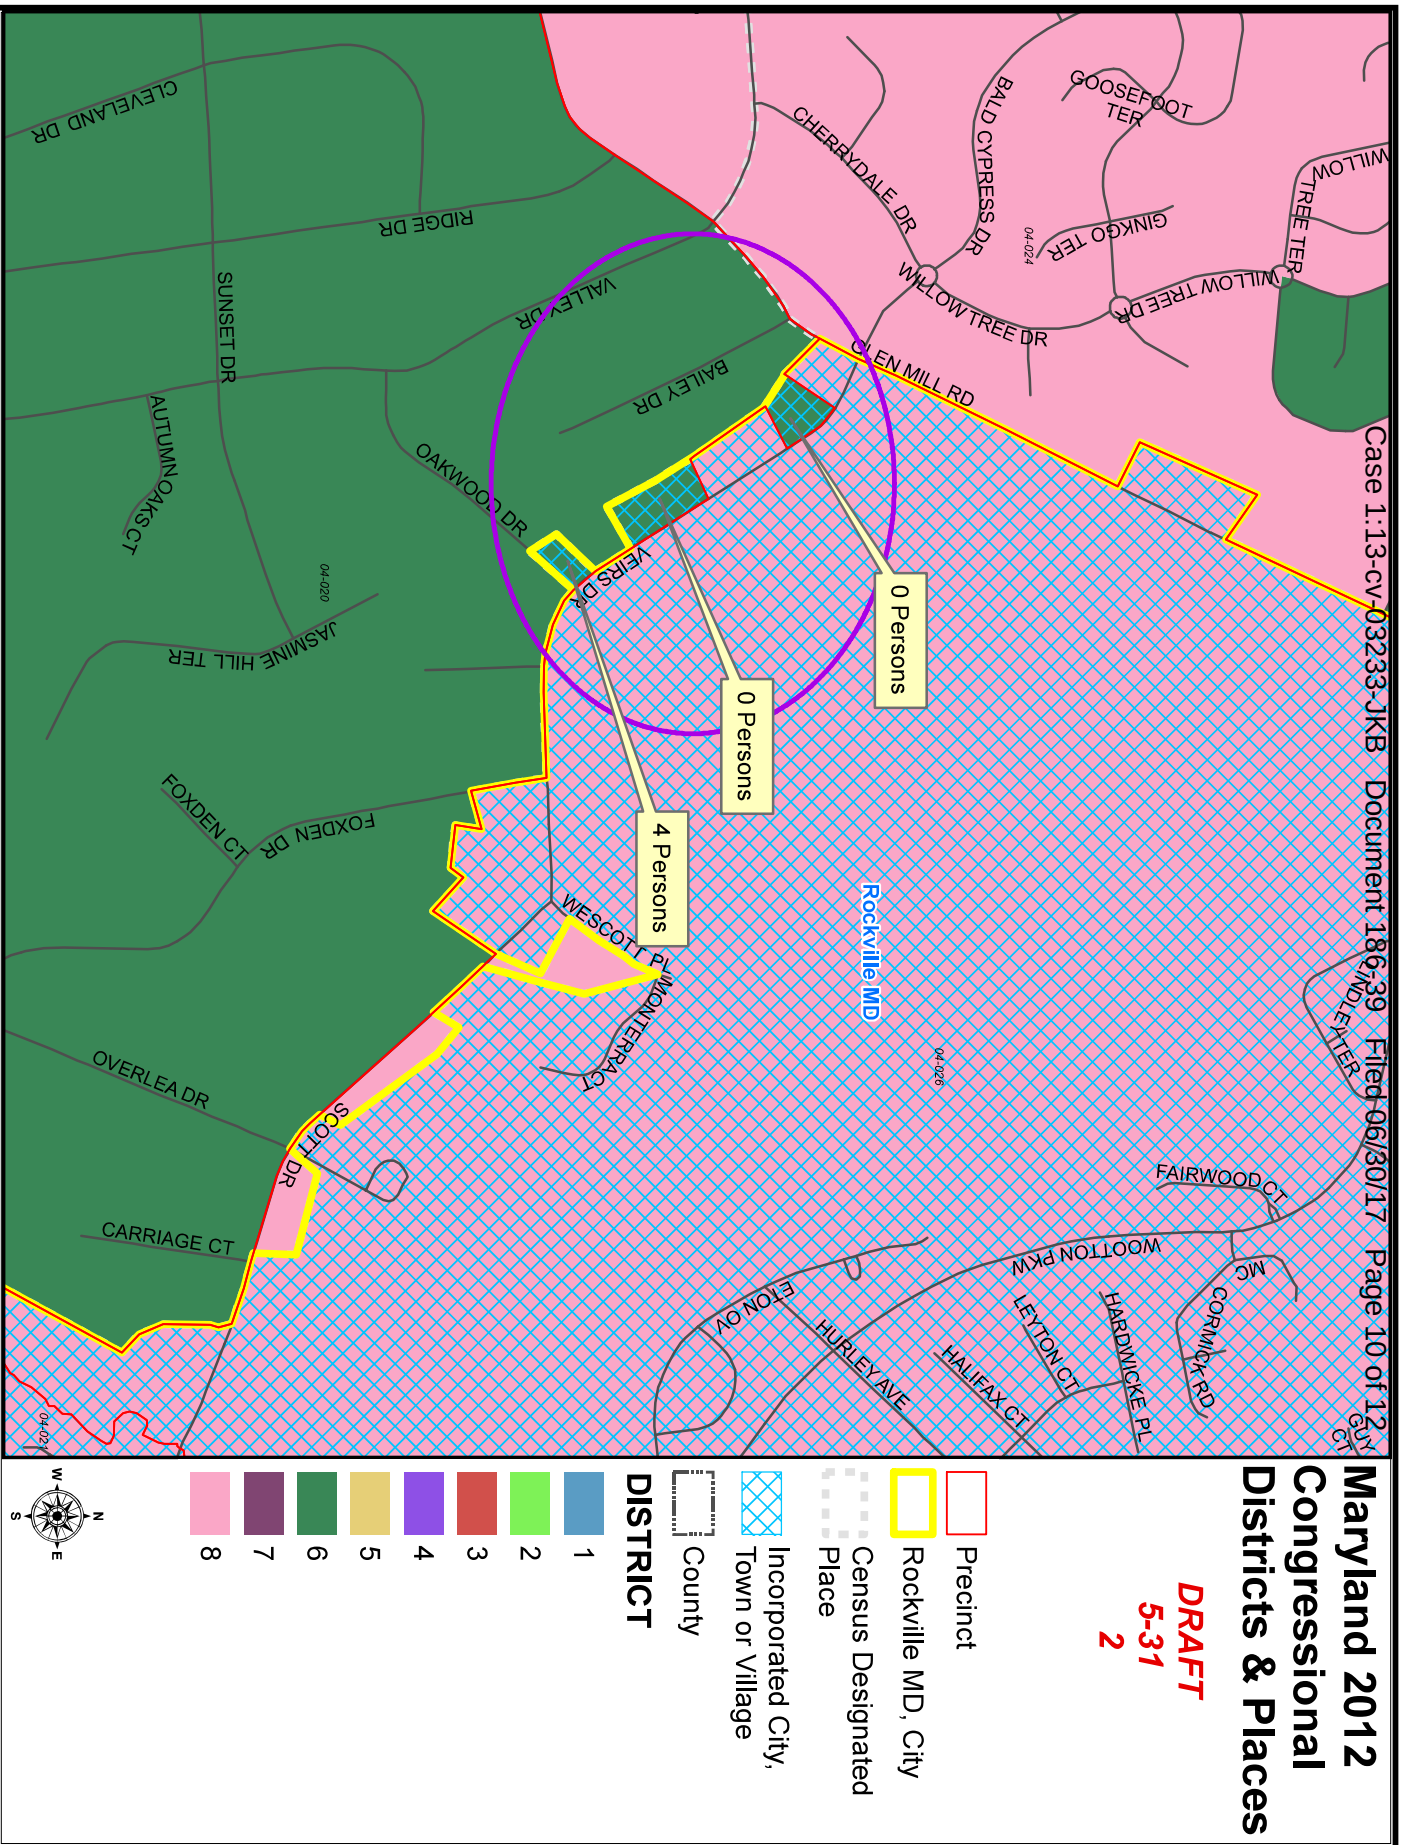 Case 1:13-cv-03233-JKB Document 186-39 Filed 06/30/17 Page 10 of 12
Maryland 2012
Congressional
Districts & Places
DRAFT
5-31
2
Precinct
Rockville MD, City
Census Designated
Place
Incorporated City,
Town or Village
County
DISTRICT
1
2
3
4
5
6
7
8
N
W
E
S
WILLOW
TREE TER
GOOSEFOOT
TER
BALD CYPRESS DR
CHERRYDALE DR
GINKGO TER
04-024
WILLOW TREE DR
WILLOW TREE DR
GLEN MILL RD
CLEVELAND DR
RIDGE DR
SUNSET DR
VALLEY DR
BAILEY DR
AUTUMN OAKS CT
OAKWOOD DR
VEIRS DR
04-020
JASMINE HILL TER
0 Persons
0 Persons
4 Persons
FOXDEN CT
FOXDEN DR
Rockville MD
WESCOTT PL
MONTERRA CT
04-026
LINDLEY TER
OVERLEA DR
SCOTT DR
CARRIAGE CT
FAIRWOOD CT
WOOTTON PKW
MC
CORMICK RD
HARDWICKE PL
LEYTON CT
HALIFAX CT
HURLEY AVE
ETON OV
GUY
CT
04-021